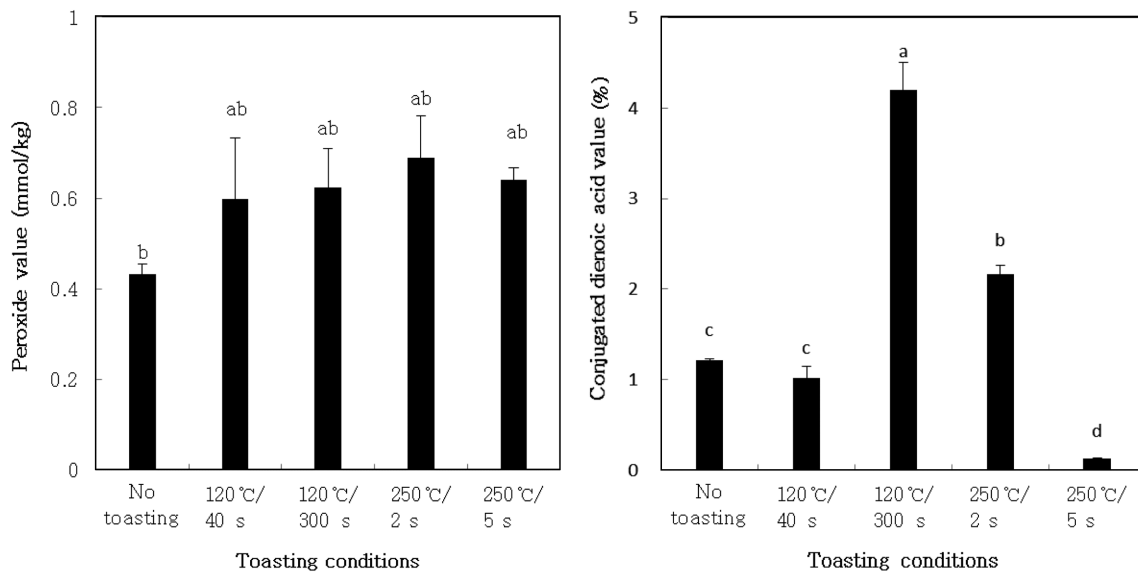 Peroxide value (mmol/kg)
1
0.8
0.6
0.4
0.2
0
b
ab
ab
ab
ab
No
toasting
120℃/
40 s
120℃/
300 s
250℃/
2 s
250℃/
5 s
Toasting conditions
Conjugated dienoic acid value (%)
5
4
3
2
1
0
c
c
a
b
d
No
toasting
120℃/
40 s
120℃/
300 s
250℃/
2 s
250℃/
5 s
Toasting conditions